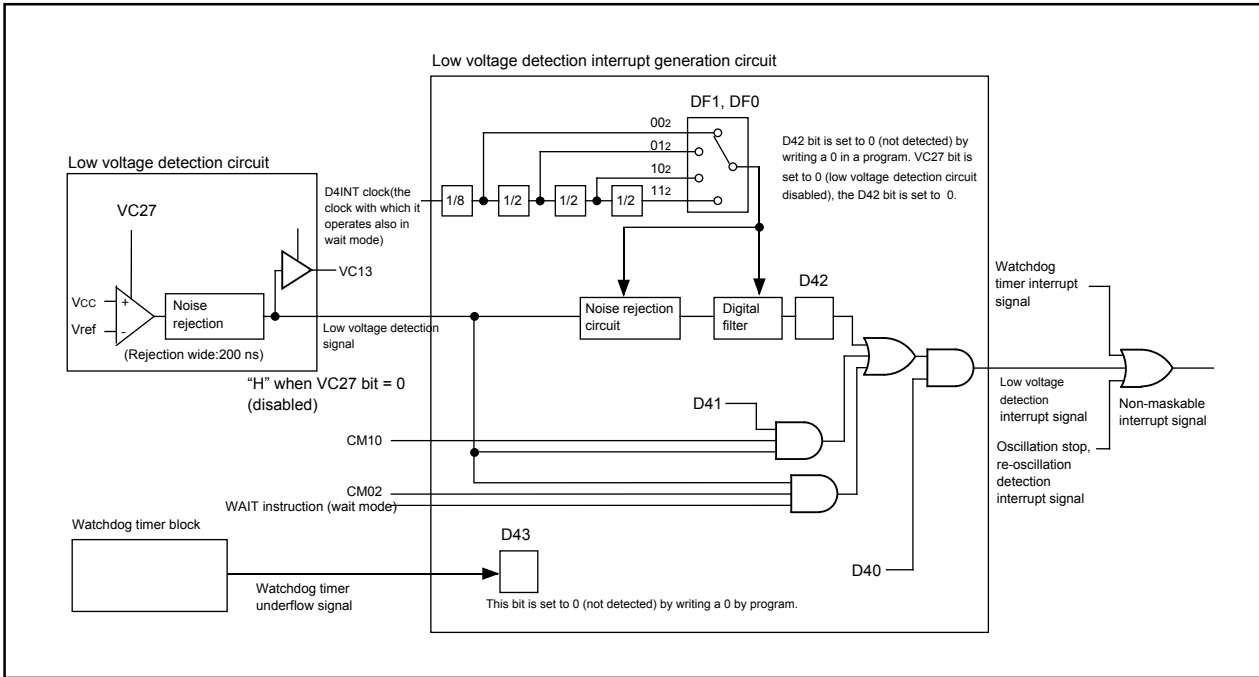 Low voltage detection interrupt generation circuit
DF1, DF0
002
012
102
112
D42 bit is set to 0 (not detected) by
writing a 0 in a program. VC27 bit is
set to 0 (low voltage detection circuit
disabled), the D42 bit is set to 0.
Low voltage detection circuit
VC27
D4INT clock(the
clock with which it
operates also in
wait mode)
1/8
1/2
1/2
1/2
VC13
VCC
+
Vref
-
Noise
rejection
(Rejection wide:200 ns)
Low voltage detection
signal
"H" when VC27 bit = 0
(disabled)
Noise rejection
circuit
Digital
filter
D42
Watchdog
timer interrupt
signal
D41
CM10
CM02
WAIT instruction (wait mode)
Low voltage
detection
interrupt signal
Non-maskable
interrupt signal
Oscillation stop,
re-oscillation
detection
interrupt signal
D40
Watchdog timer block
Watchdog timer
underflow signal
D43
This bit is set to 0 (not detected) by writing a 0 by program.